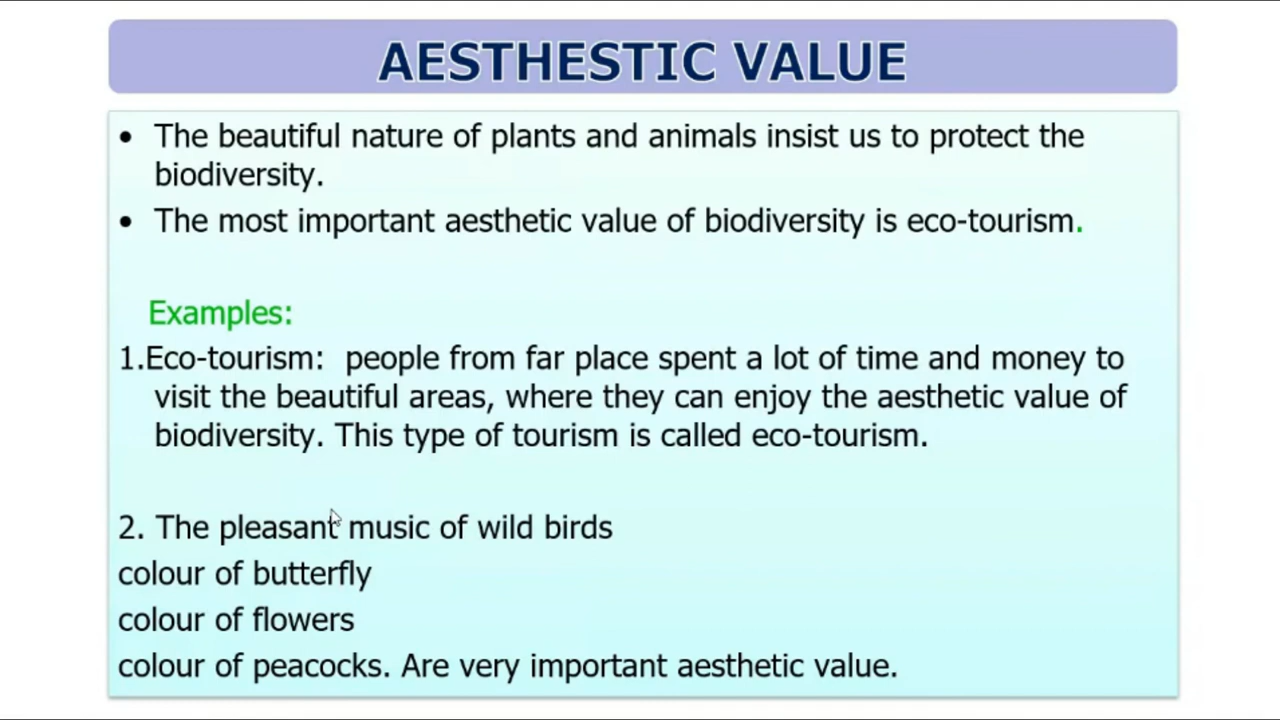 AESTHESTIC VALUE
• The beautiful nature of plants and animals insist us to protect the
biodiversity.
• The most important aesthetic value of biodiversity is eco-tourism.
Examples:
1.Eco-tourism: people from far place spent a lot of time and money to
visit the beautiful areas, where they can enjoy the aesthetic value of
biodiversity. This type of tourism is called eco-tourism.
2. The pleasant music of wild birds
colour of butterfly
colour of flowers
colour of peacocks. Are very important aesthetic value.